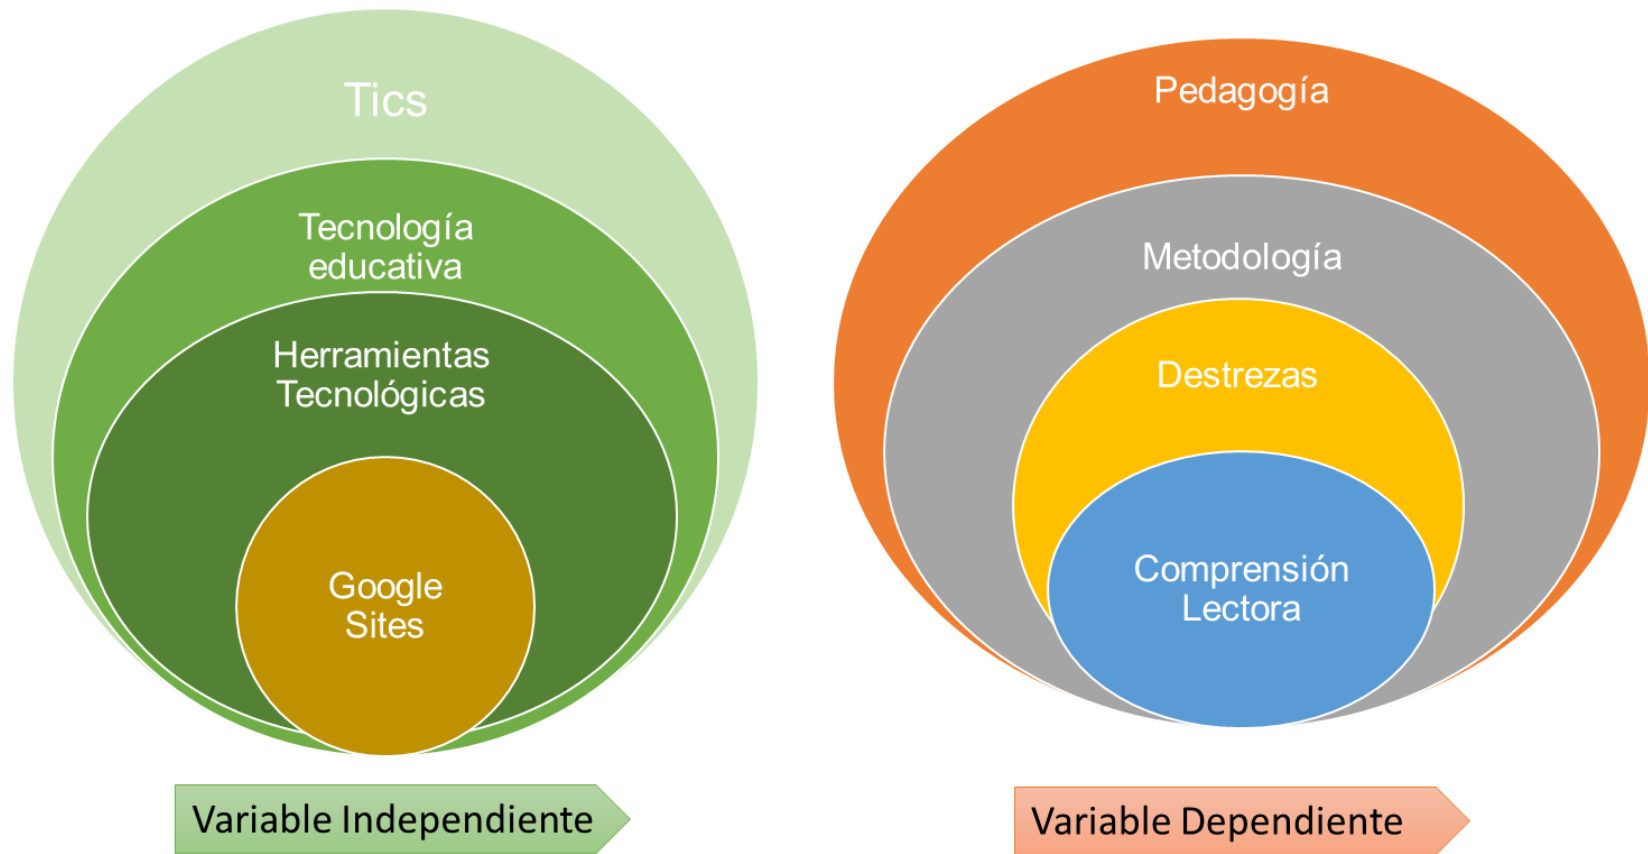 Tics
Tecnología
educativa
Herramientas
Tecnológicas
Google
Sites
Variable Independiente
Pedagogía
Metodología
Destrezas
Comprensión
Lectora
Variable Dependiente